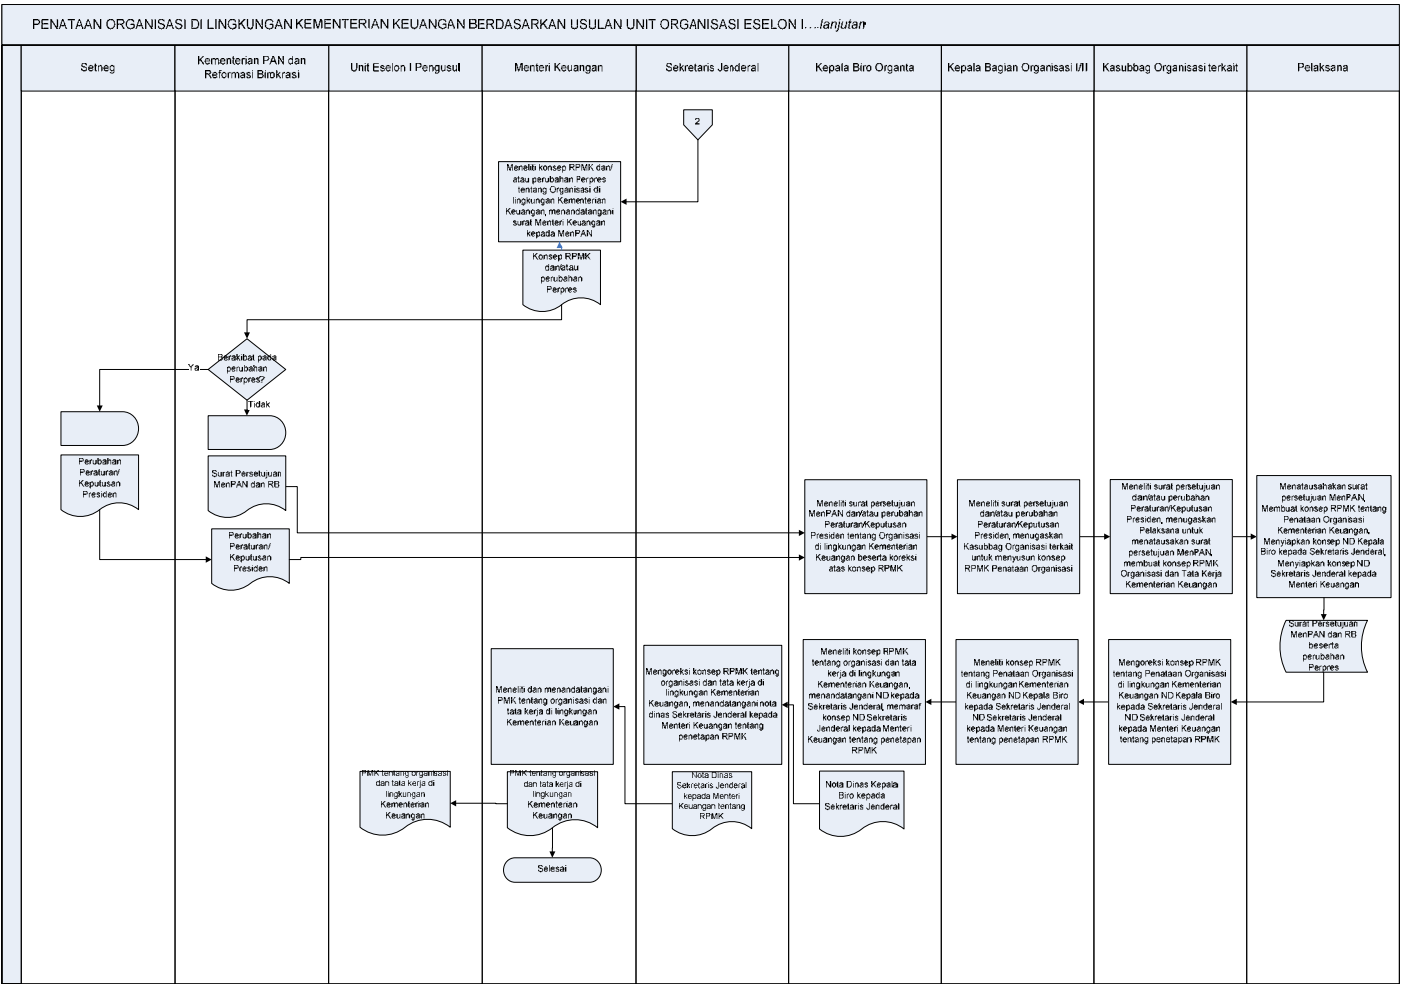 PENATAAN ORGANISASI DI LINGKUNGAN KEMENTERIAN KEUANGAN BERDASARKAN USULAN UNIT ORGANISASI ESELON I….lanjutan
Setneg
Kementerian PAN dan
Reformasi Birokrasi
Unit Eselon I Pengusul
Menteri Keuangan
Sekretaris Jenderal
Kepala Biro Organta
Kepala Bagian Organisasi I/II
Kasubbag Organisasi terkait
Pelaksana
2
Meneliti konsep RPMK dan/
atau perubahan Perpres
tentang Organisasi di
lingkungan Kementerian
Keuangan, menandatangani
surat Menteri Keuangan
kepada MenPAN
Konsep RPMK
dan/atau
perubahan
Perpres
Berakibat pada
perubahan
Perpres?
Ya
Tidak
Perubahan
Peraturan/
Keputusan
Presiden
Surat Persetujuan
MenPAN dan RB
Perubahan
Peraturan/
Keputusan
Presiden
Meneliti surat persetujuan
MenPAN dan/atau perubahan
Peraturan/Keputusan
Presiden tentang Organisasi
di lingkungan Kementerian
Keuangan beserta koreksi
atas konsep RPMK
Meneliti surat persetujuan
dan/atau perubahan
Peraturan/Keputusan
Presiden, menugaskan
Kasubbag Organisasi terkait
untuk menyusun konsep
RPMK Penataan Organisasi
Meneliti surat persetujuan
dan/atau perubahan
Peraturan/Keputusan
Presiden, menugaskan
Pelaksana untuk
menatausahakan surat
persetujuan MenPAN,
membuat konsep RPMK
Organisasi dan Tata Kerja
Kementerian Keuangan
Menatausahakan surat
persetujuan MenPAN,
Membuat konsep RPMK tentang
Penataan Organisasi
Kementerian Keuangan,
Menyiapkan konsep ND Kepala
Biro kepada Sekretaris Jenderal,
Menyiapkan konsep ND
Sekretaris Jenderal kepada
Menteri Keuangan
Surat Persetujuan
MenPAN dan RB
beserta
perubahan
Perpres
Meneliti dan menandatangani
PMK tentang organisasi dan
tata kerja di lingkungan
Kementerian Keuangan
Mengoreksi konsep RPMK tentang
organisasi dan tata kerja di
lingkungan Kementerian
Keuangan, menandatangani nota
dinas Sekretaris Jenderal kepada
Menteri Keuangan tentang
penetapan RPMK
Meneliti konsep RPMK
tentang organisasi dan tata
kerja di lingkungan
Kementerian Keuangan,
menandatangani ND kepada
Sekretaris Jenderal, memaraf
konsep ND Sekretaris
Jenderal kepada Menteri
Keuangan tentang penetapan
RPMK
Meneliti konsep RPMK
tentang Penataan Organisasi
di lingkungan Kementerian
Keuangan ND Kepala Biro
kepada Sekretaris Jenderal
ND Sekretaris Jenderal
kepada Menteri Keuangan
tentang penetapan RPMK
Mengoreksi konsep RPMK
tentang Penataan Organisasi
di lingkungan Kementerian
Keuangan ND Kepala Biro
kepada Sekretaris Jenderal
ND Sekretaris Jenderal
kepada Menteri Keuangan
tentang penetapan RPMK
PMK tentang organisasi
dan tata kerja di
lingkungan
Kementerian
Keuangan
PMK tentang organisasi
dan tata kerja di
lingkungan
Kementerian
Keuangan
Nota Dinas
Sekretaris Jenderal
kepada Menteri
Keuangan tentang
RPMK
Nota Dinas Kepala
Biro kepada
Sekretaris Jenderal
Selesai